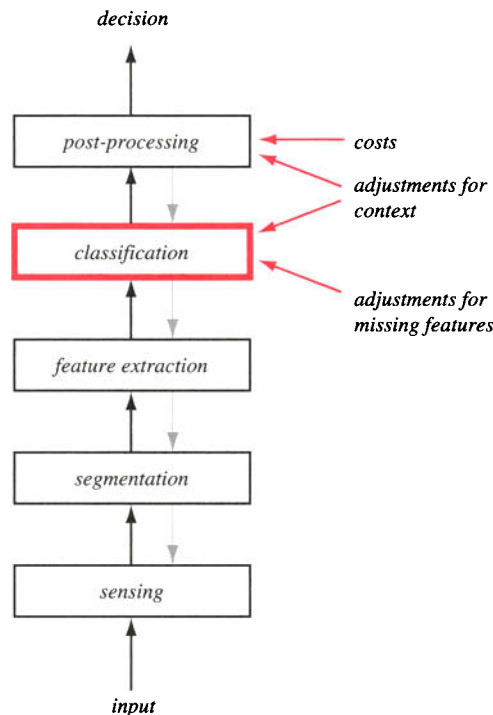 decision
post-processing
costs
adjustments for
context
classification
adjustments for
missing features
feature extraction
segmentation
sensing
input